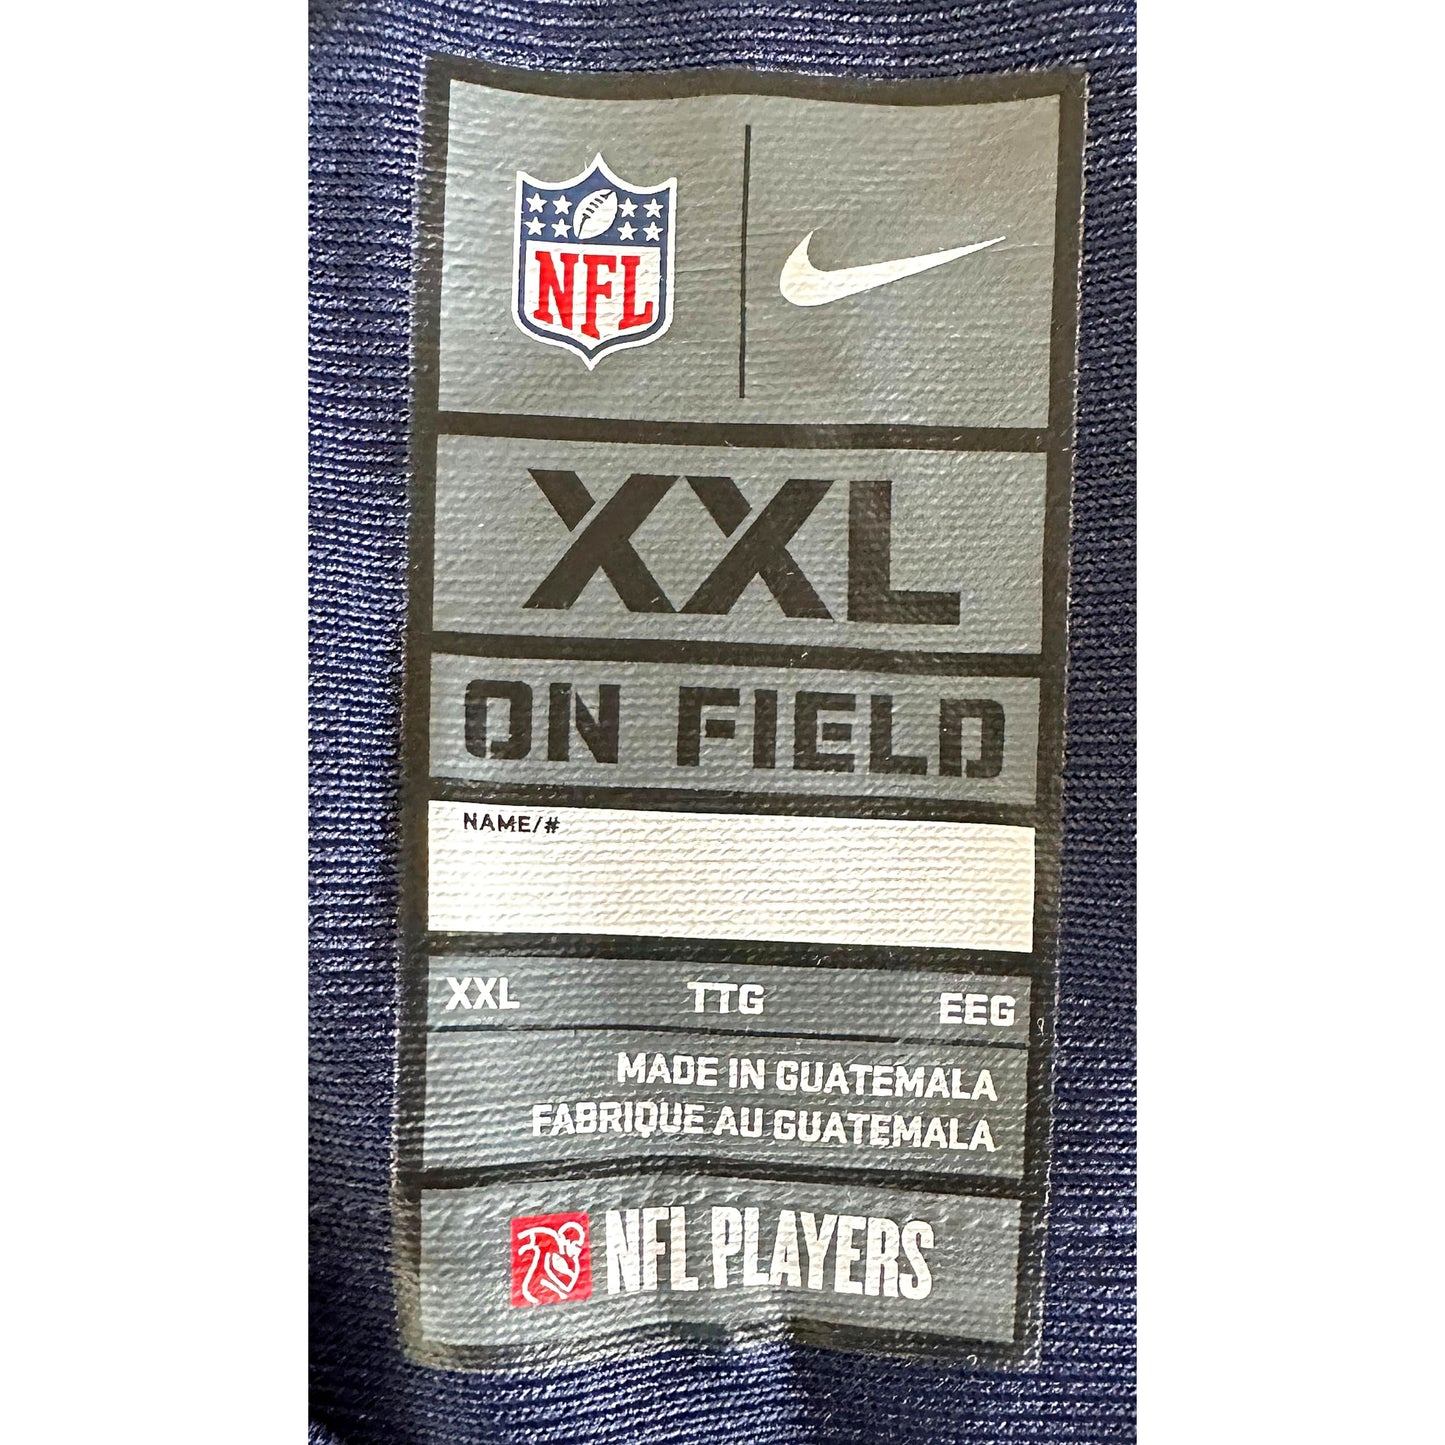 NFL
XXL
ON FIELD
NAME/#
XXL TTG EEG
MADE IN GUATEMALA
FABRIQUE AU GUATEMALA
NFL PLAYERS